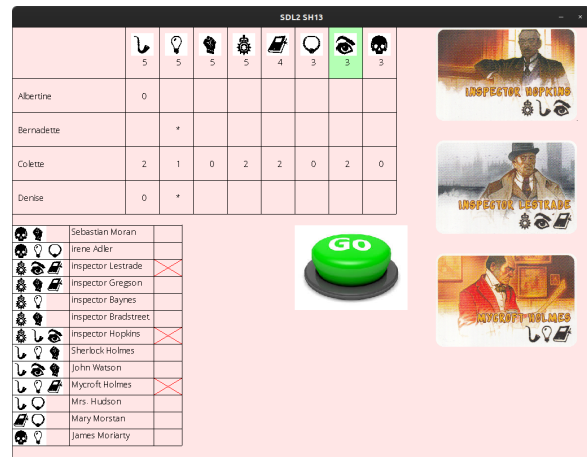 SDL2 SH13
5 5 5 5 4 3 3 3
Albertine 0
Bernadette *
Colette 2 1 0 2 2 0 2 0
Denise 0 *
INSPECTOR HOPKINS
INSPECTOR LESTRADE
MYCROFT HOLMES
GO
Sebastian Moran
irene Adler
inspector Lestrade
inspector Gregson
inspector Baynes
inspector Bradstreet
inspector Hopkins
Sherlock Holmes
John Watson
Mycroft Holmes
Mrs. Hudson
Mary Morstan
James Moriarty